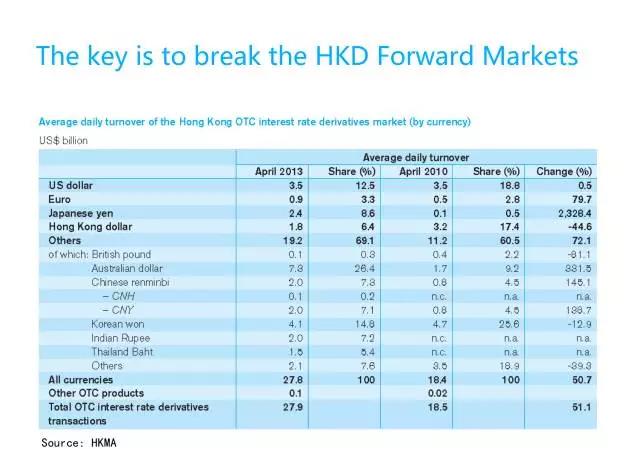 The key is to break the HKD Forward Markets
Average daily turnover of the Hong Kong OTC interest rate derivatives market (by currency)
US$ billion
Average daily turnover
April 2013 Share (%) April 2010 Share (%) Change (%)
US dollar 3.5 12.5 3.5 18.8 0.5
Euro 0.9 3.3 0.5 2.8 79.7
Japanese yen 2.4 8.6 0.1 0.5 2,328.4
Hong Kong dollar 1.8 6.4 3.2 17.4 -44.6
Others 19.2 69.1 11.2 60.5 72.1
of which: British pound 0.1 0.3 0.4 2.2 -81.1
Australian dollar 7.3 26.4 1.7 9.2 331.5
Chinese renminbi 2.0 7.3 0.8 4.5 145.1
– CNH 0.1 0.2 n.c. n.a. n.a.
– CNY 2.0 7.1 0.8 4.5 138.7
Korean won 4.1 14.8 4.7 25.6 -12.9
Indian Rupee 2.0 7.2 n.c. n.a. n.a.
Thailand Baht 1.5 5.4 n.c. n.a. n.a.
Others 2.1 7.6 3.5 18.9 -39.3
All currencies 27.8 100 18.4 100 50.7
Other OTC products 0.1 0.02
Total OTC interest rate derivatives 27.9 18.5 51.1
transactions
Source: HKMA